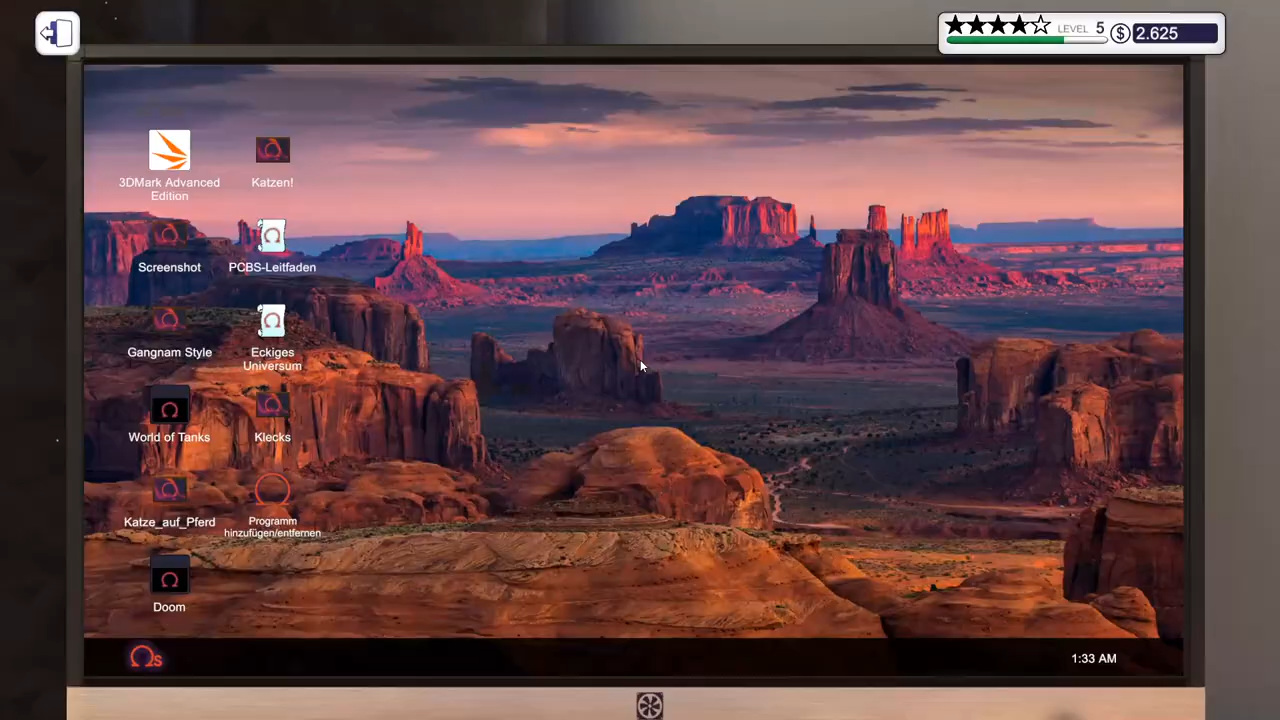 LEVEL 5
$ 2.625
3DMark Advanced
Edition
Katzen!
Screenshot
PCBS-Leitfaden
Gangnam Style
Eckiges
Universum
World of Tanks
Klecks
Katze_auf_Pferd
Programm
hinzufügen/entfernen
Doom
Ωs
1:33 AM